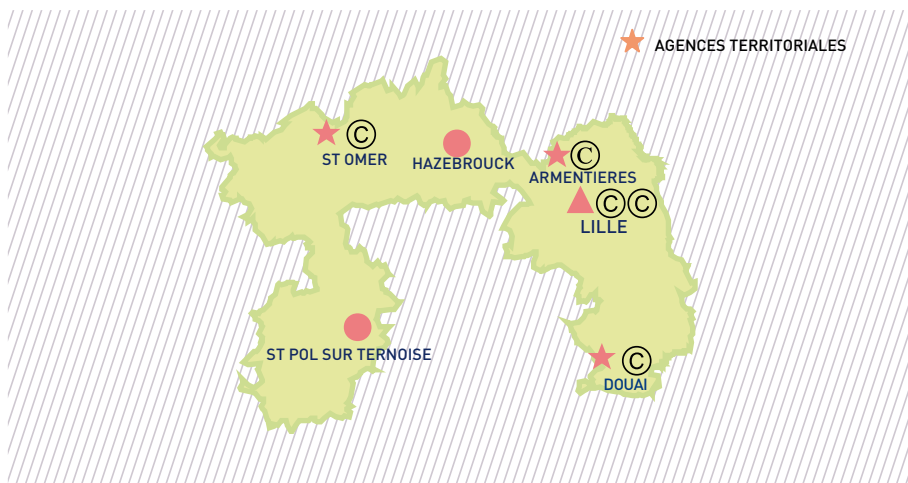 AGENCES TERRITORIALES
© ST OMER
HAZEBROUCK
© ARMENTIERES
© © LILLE
ST POL SUR TERNOISE
© DOUAI